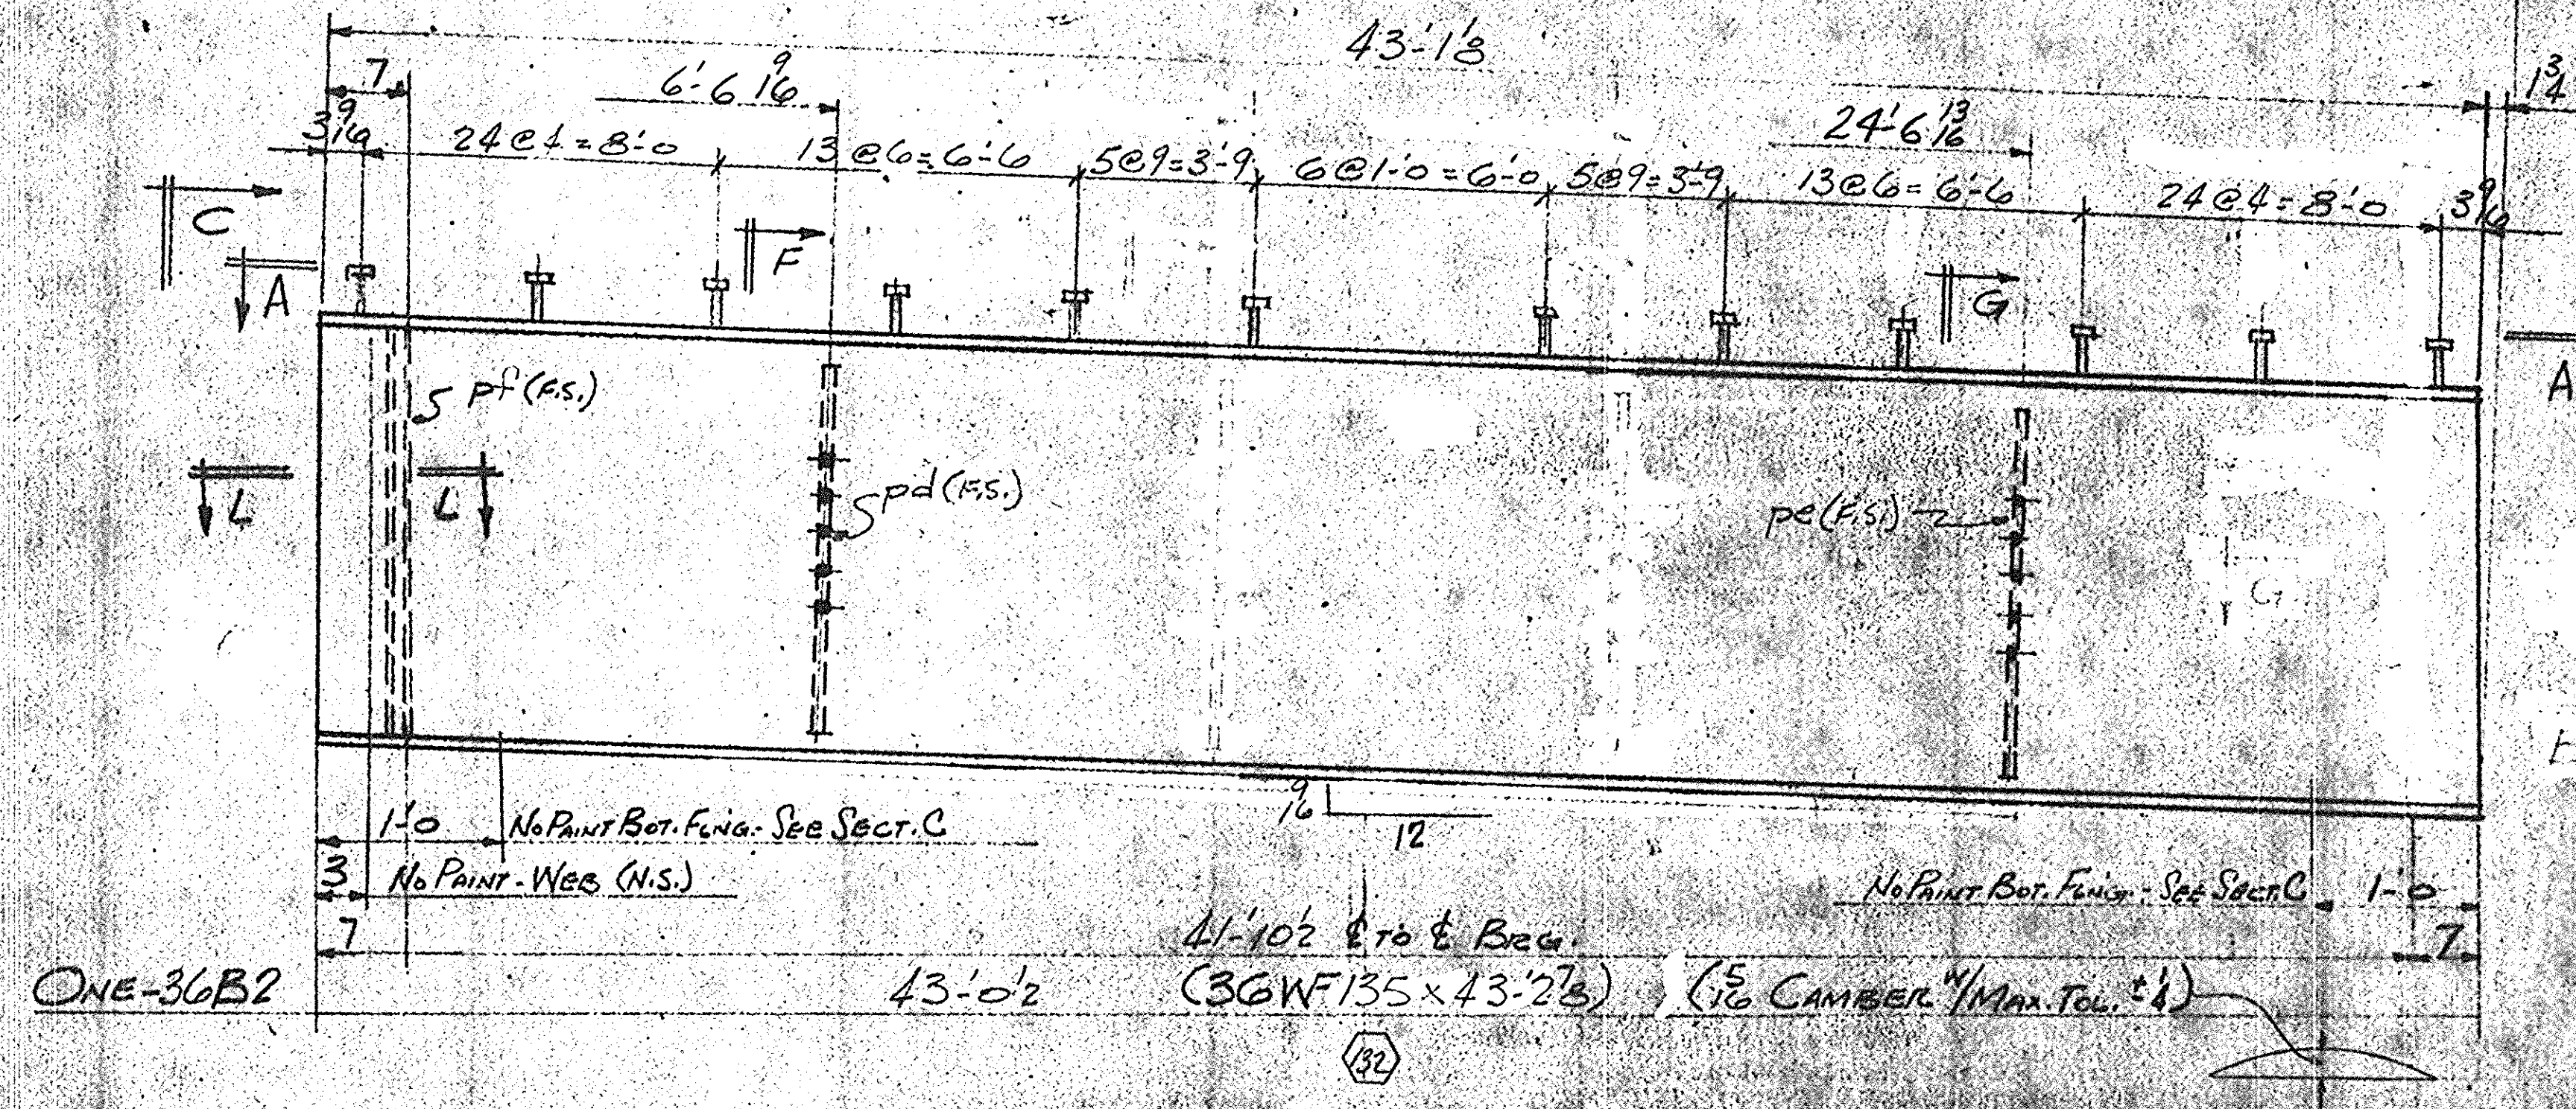 43'-1 1/8
1 3/4
7
6'-6 9/16
24'-6 13/16
3 9/16
24 @ 4 = 8'-0
13 @ 6 = 6'-6
5 @ 9 = 3'-9
6 @ 1'-0 = 6'-0
5 @ 9 = 3'-9
13 @ 6 = 6'-6
24 @ 4 = 8'-0
3 9/16
C
F
G
A
A
pf (F.S.)
L
L
pd (F.S.)
pe (F.S.)
G
9/16
12
1'-0
NO PAINT BOT. FLNG. - SEE SECT. C
3
NO PAINT - WEB (N.S.)
NO PAINT BOT. FLNG. - SEE SECT. C
1'-0
7
41'-10 1/2 ℄ TO ℄ BRG.
7
ONE-36B2
43'-0 1/2
(36 WF 135 x 43'-2 7/8)
(5/16 CAMBER W/MAX. TOL. ± 1/4)
132